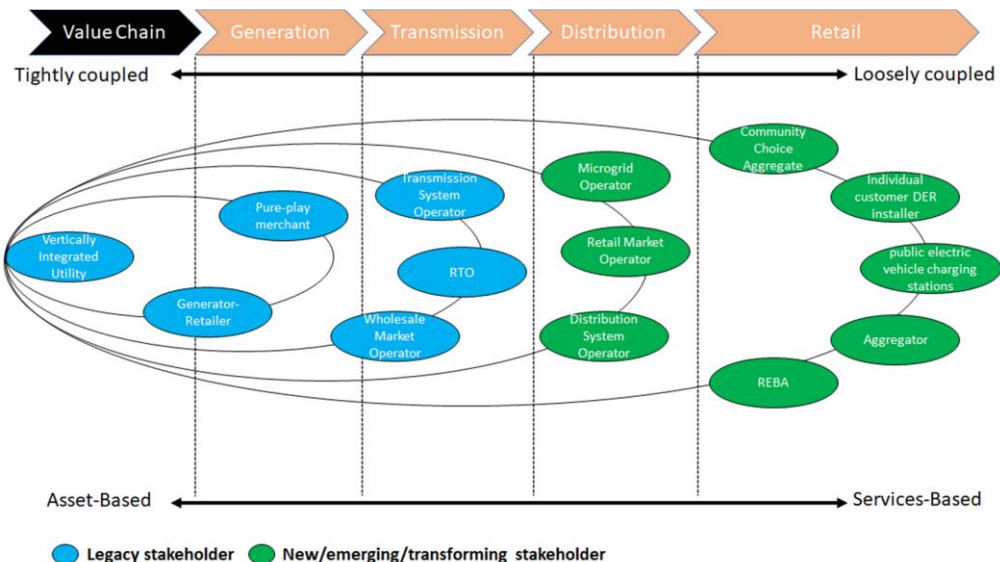 Value Chain
Generation
Transmission
Distribution
Retail
Tightly coupled
Loosely coupled
Community
Choice
Aggregate
Microgrid
Operator
Transmission
System
Operator
Individual
customer DER
installer
Pure-play
merchant
Vertically
Integrated
Utility
Retail Market
Operator
RTO
public electric
vehicle charging
stations
Generator-
Retailer
Wholesale
Market
Operator
Distribution
System
Operator
Aggregator
REBA
Asset-Based
Services-Based
Legacy stakeholder
New/emerging/transforming stakeholder